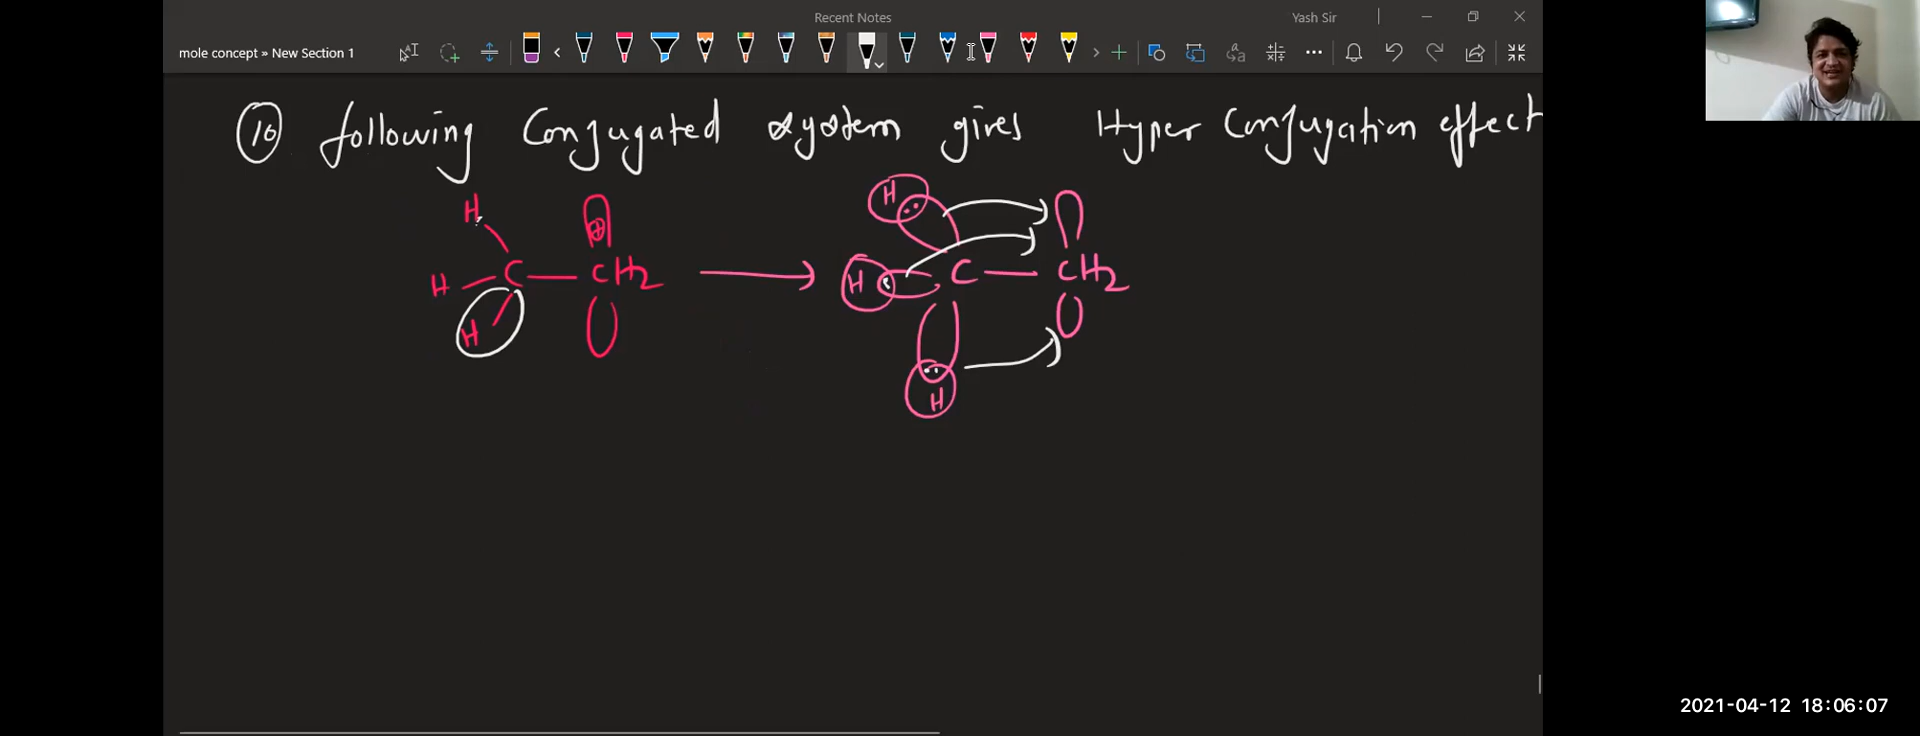 Recent Notes
Yash Sir
mole concept » New Section 1
10 following Conjugated system gives Hyper Conjugation effect
H
H C CH2
H
⊕
H
H C CH2
H
2021-04-12 18:06:07